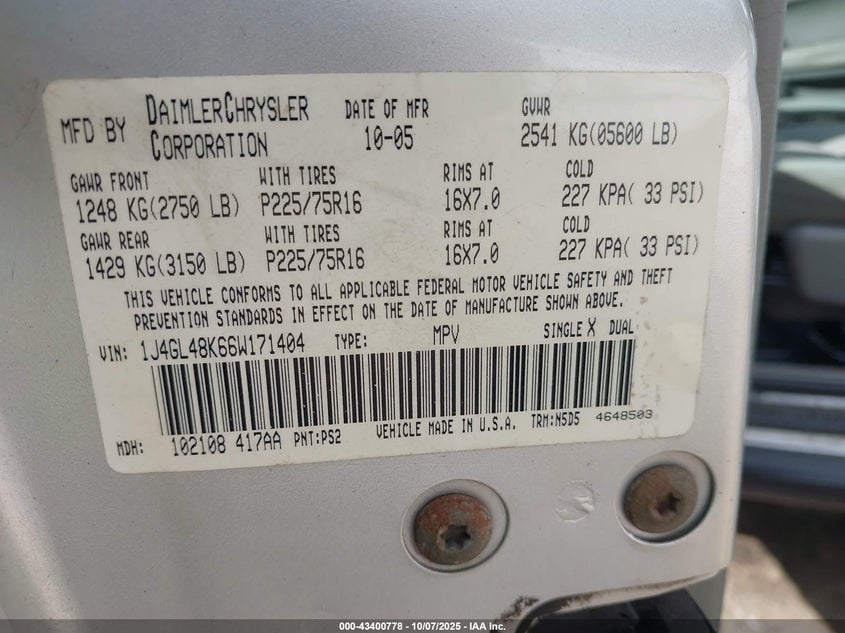 MFD BY DAIMLERCHRYSLER CORPORATION DATE OF MFR 10-05 GVWR 2541 KG(05600 LB)
GAWR FRONT WITH TIRES RIMS AT COLD
1248 KG(2750 LB) P225/75R16 16X7.0 227 KPA( 33 PSI)
GAWR REAR WITH TIRES RIMS AT COLD
1429 KG(3150 LB) P225/75R16 16X7.0 227 KPA( 33 PSI)
THIS VEHICLE CONFORMS TO ALL APPLICABLE FEDERAL MOTOR VEHICLE SAFETY AND THEFT
PREVENTION STANDARDS IN EFFECT ON THE DATE OF MANUFACTURE SHOWN ABOVE.
VIN: 1J4GL48K66W171404 TYPE: MPV SINGLE X DUAL
MDH: 102108 417AA PNT:PS2 VEHICLE MADE IN U.S.A. TRM:N5D5 4648503
000-43400778 | 10/07/2025 | IAA Inc.